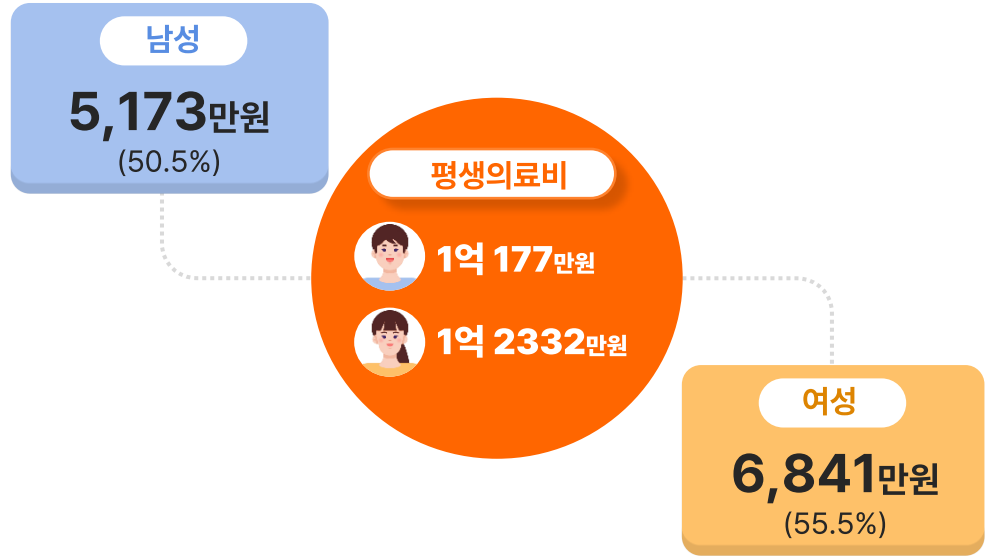 남성
5,173만원
(50.5%)
평생의료비
1억 177만원
1억 2332만원
여성
6,841만원
(55.5%)